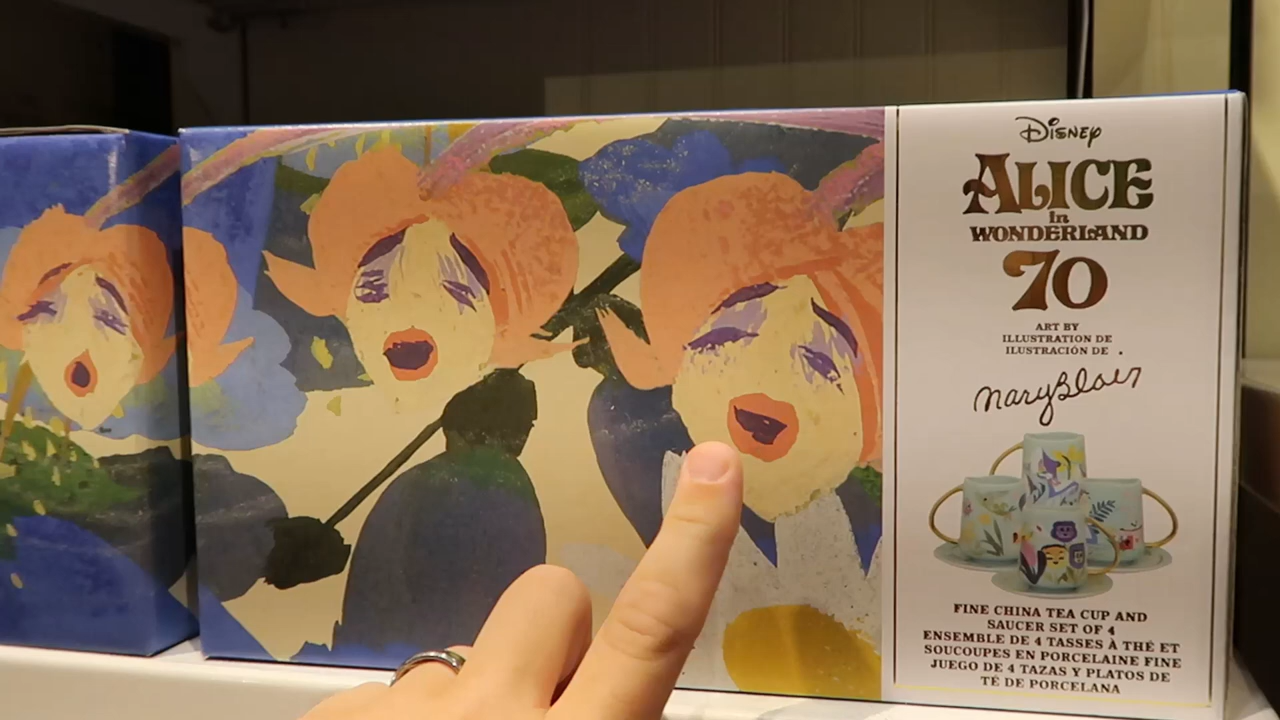 Disney
ALICE
in
WONDERLAND
70
ART BY
ILLUSTRATION DE
ILUSTRACIÓN DE
Mary Blair
FINE CHINA TEA CUP AND
SAUCER SET OF 4
ENSEMBLE DE 4 TASSES À THÉ ET
SOUCOUPES EN PORCELAINE FINE
JUEGO DE 4 TAZAS Y PLATOS DE
TÉ DE PORCELANA